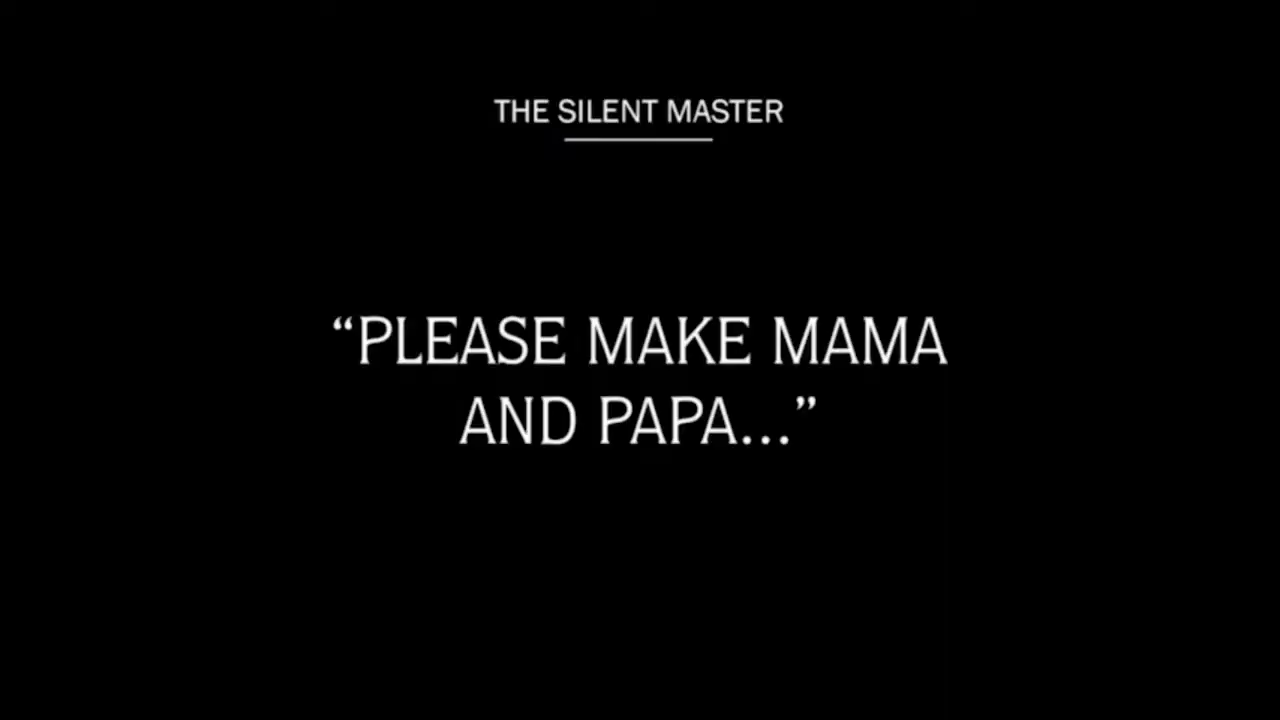 THE SILENT MASTER
“PLEASE MAKE MAMA
AND PAPA...”